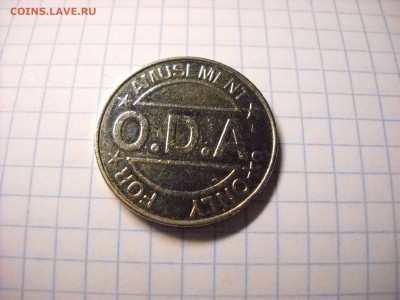 COINS.LAVE.RU
AMUSEMENT
O.D.A
FOR
ONLY